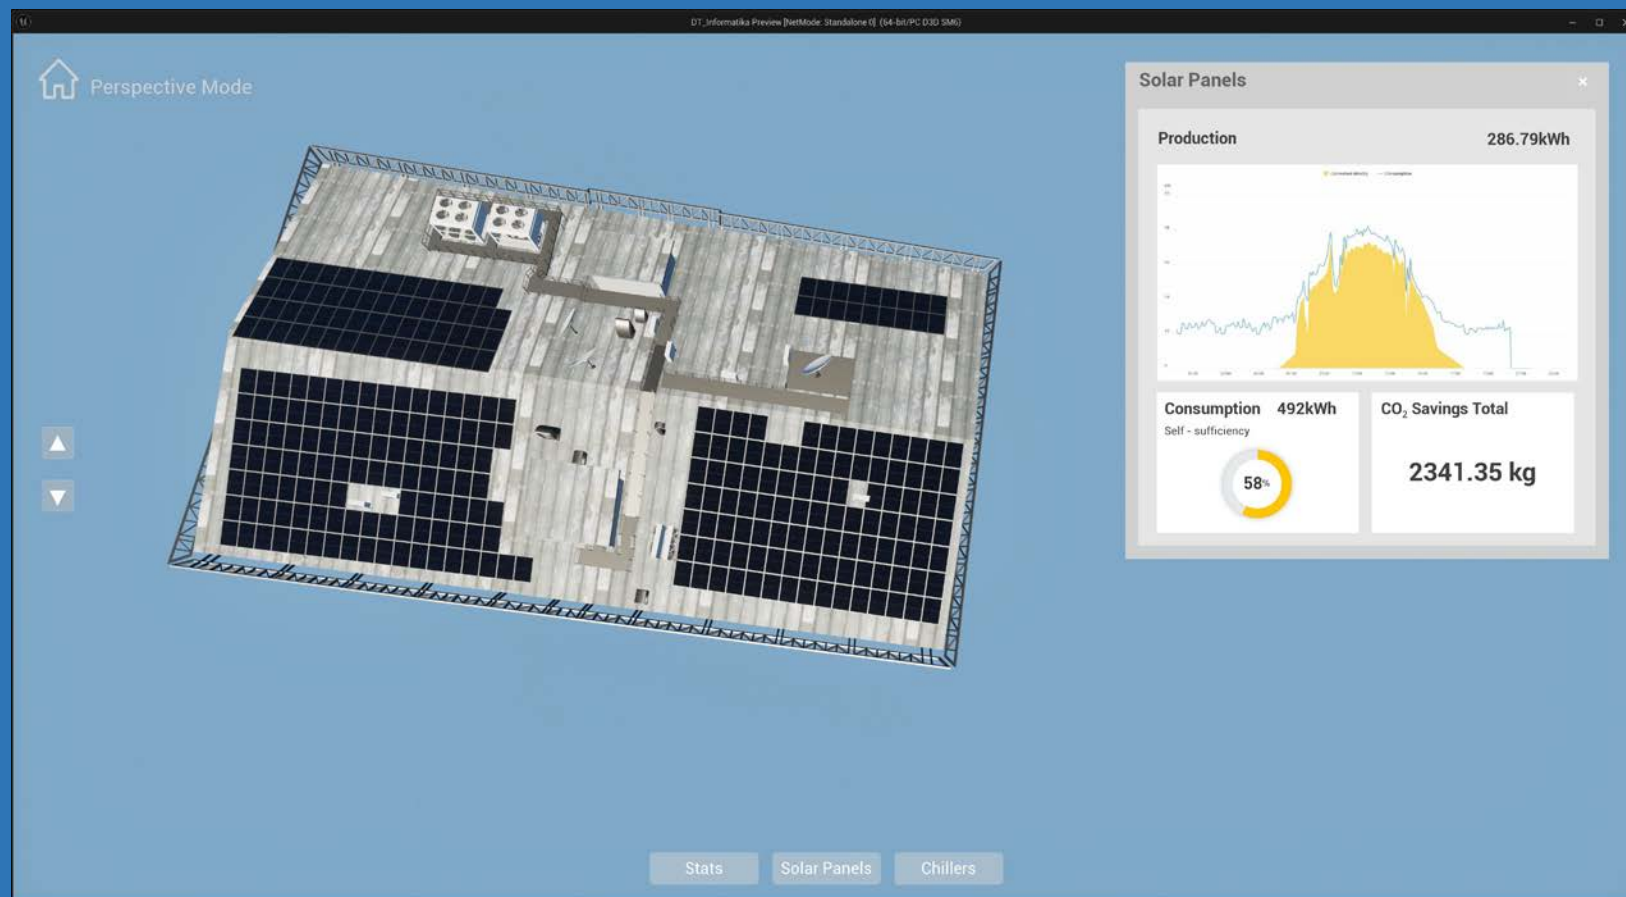 DT_Informatika Preview [NetMode: Standalone 0] (64-bit/PC D3D SM6)
Perspective Mode
Solar Panels
Production 286.79kWh
Consumption
Consumption 492kWh
Self - sufficiency
58%
CO₂ Savings Total
2341.35 kg
Stats
Solar Panels
Chillers